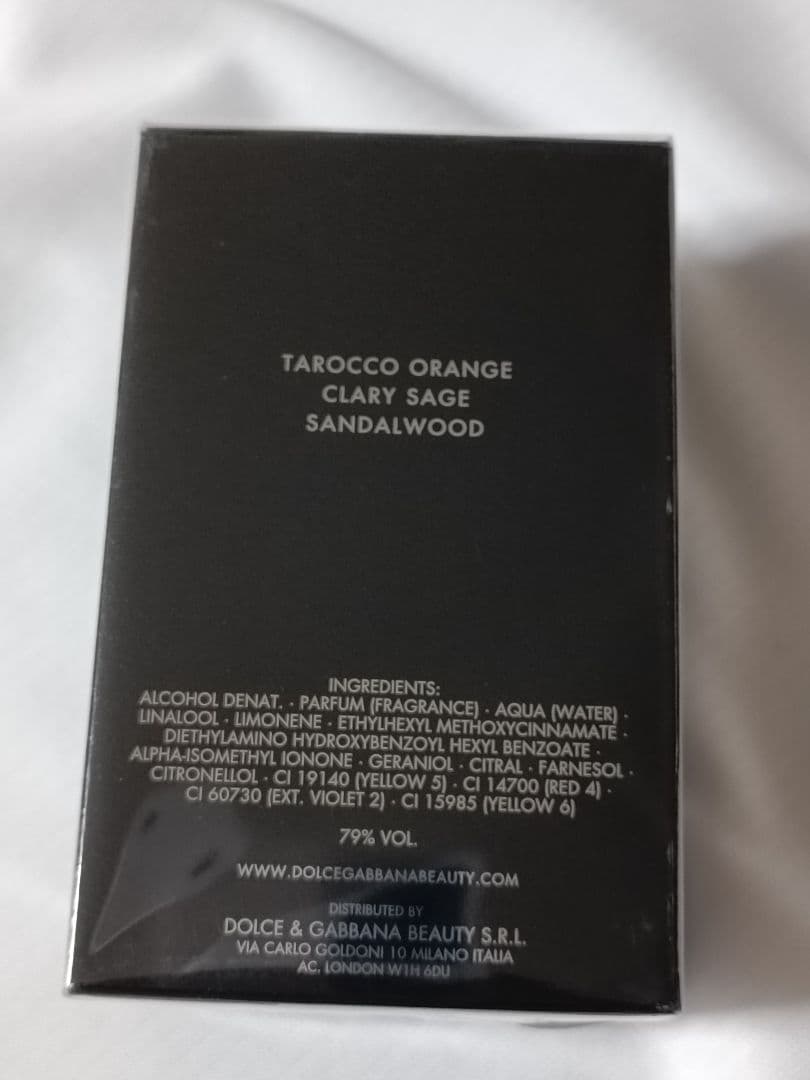 TAROCCO ORANGE
CLARY SAGE
SANDALWOOD
INGREDIENTS:
ALCOHOL DENAT. · PARFUM (FRAGRANCE) · AQUA (WATER) ·
LINALOOL · LIMONENE · ETHYLHEXYL METHOXYCINNAMATE ·
DIETHYLAMINO HYDROXYBENZOYL HEXYL BENZOATE ·
ALPHA-ISOMETHYL IONONE · GERANIOL · CITRAL · FARNESOL ·
CITRONELLOL · CI 19140 (YELLOW 5) · CI 14700 (RED 4) ·
CI 60730 (EXT. VIOLET 2) · CI 15985 (YELLOW 6)
79% VOL.
WWW.DOLCEGABBANABEAUTY.COM
DISTRIBUTED BY
DOLCE & GABBANA BEAUTY S.R.L.
VIA CARLO GOLDONI 10 MILANO ITALIA
AC. LONDON W1H 6DU